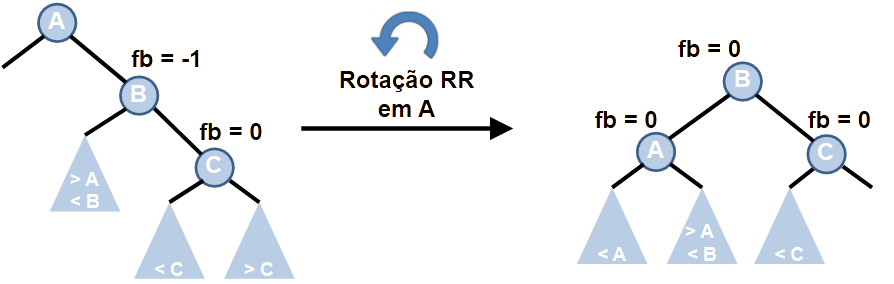 A
fb = -1
B
fb = 0
C
> A
< B
< C
> C
Rotação RR
em A
fb = 0
B
fb = 0
A
fb = 0
C
< A
> A
< B
< C